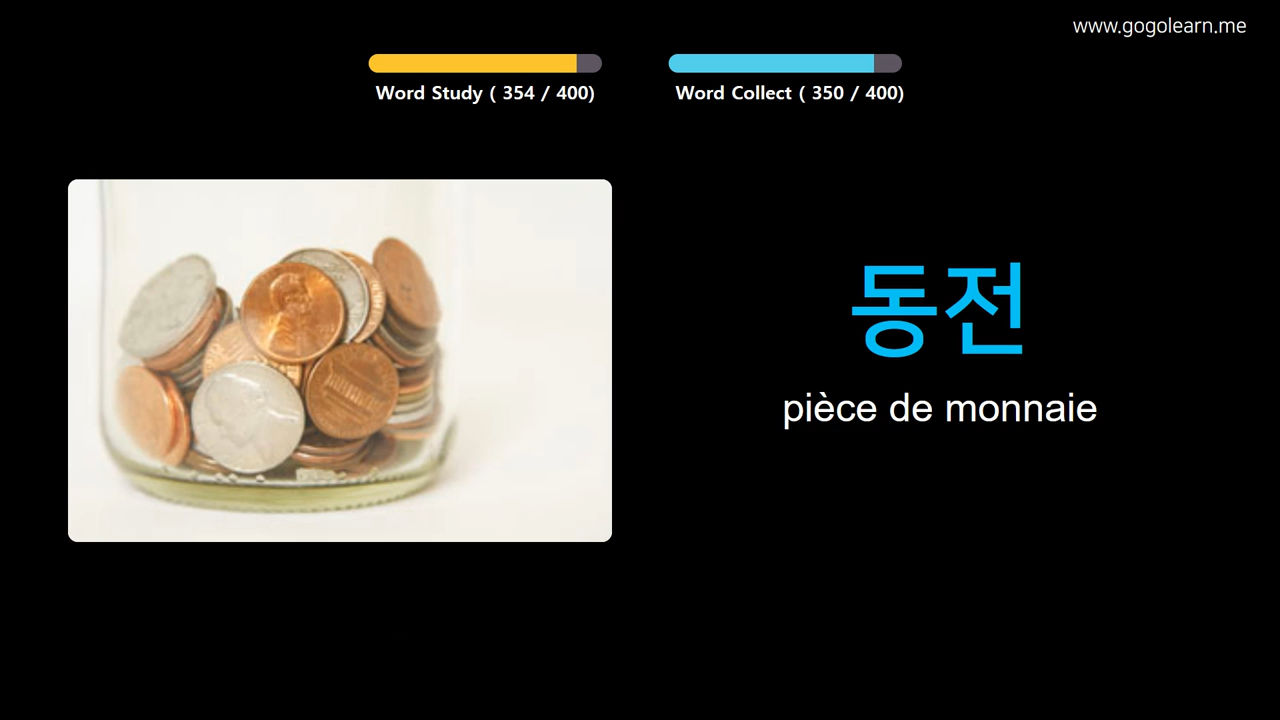 www.gogolearn.me
Word Study ( 354 / 400)
Word Collect ( 350 / 400)
동전
pièce de monnaie